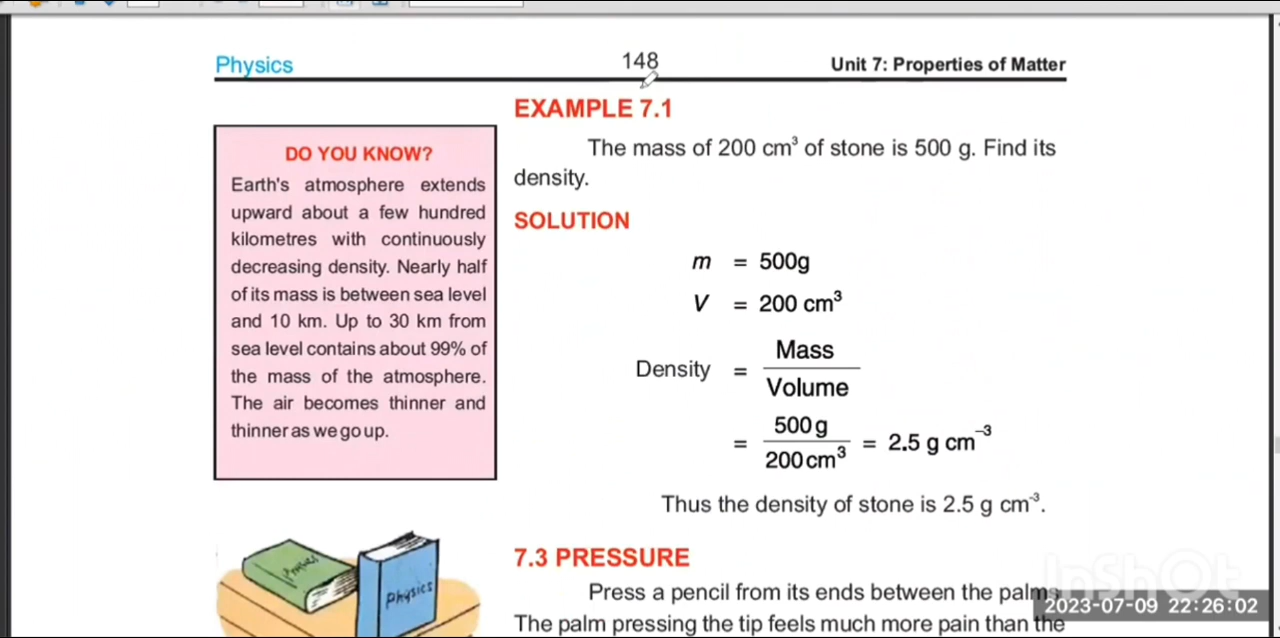 Physics
148
Unit 7: Properties of Matter
DO YOU KNOW?
Earth's atmosphere extends
upward about a few hundred
kilometres with continuously
decreasing density. Nearly half
of its mass is between sea level
and 10 km. Up to 30 km from
sea level contains about 99% of
the mass of the atmosphere.
The air becomes thinner and
thinner as we go up.
Physics
Physics
EXAMPLE 7.1
The mass of 200 cm³ of stone is 500 g. Find its
density.
SOLUTION
m = 500g
V = 200 cm³
Density = Mass / Volume
= 500g / 200cm³ = 2.5 g cm⁻³
Thus the density of stone is 2.5 g cm⁻³.
7.3 PRESSURE
Press a pencil from its ends between the palms
The palm pressing the tip feels much more pain than the
InShOt
2023-07-09 22:26:02